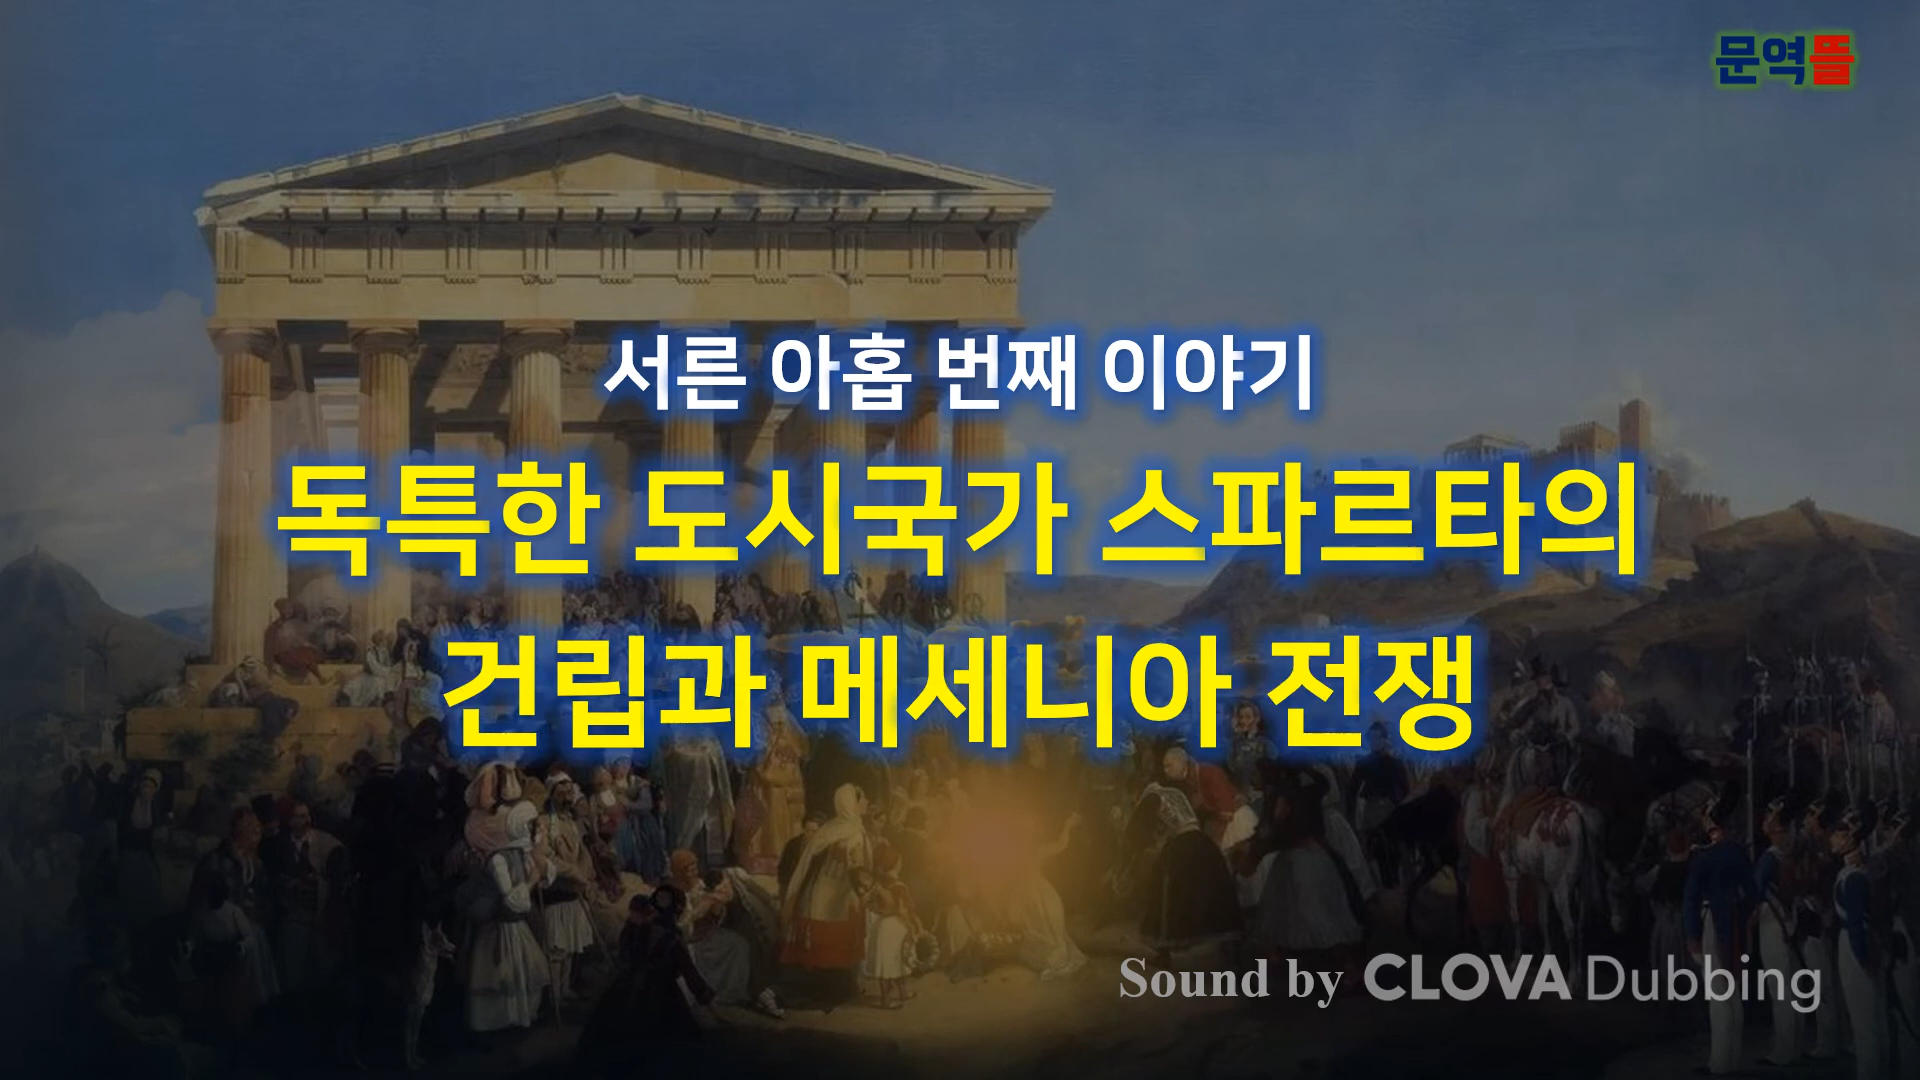 문역뜰
서른 아홉 번째 이야기
독특한 도시국가 스파르타의
건립과 메세니아 전쟁
Sound by CLOVA Dubbing